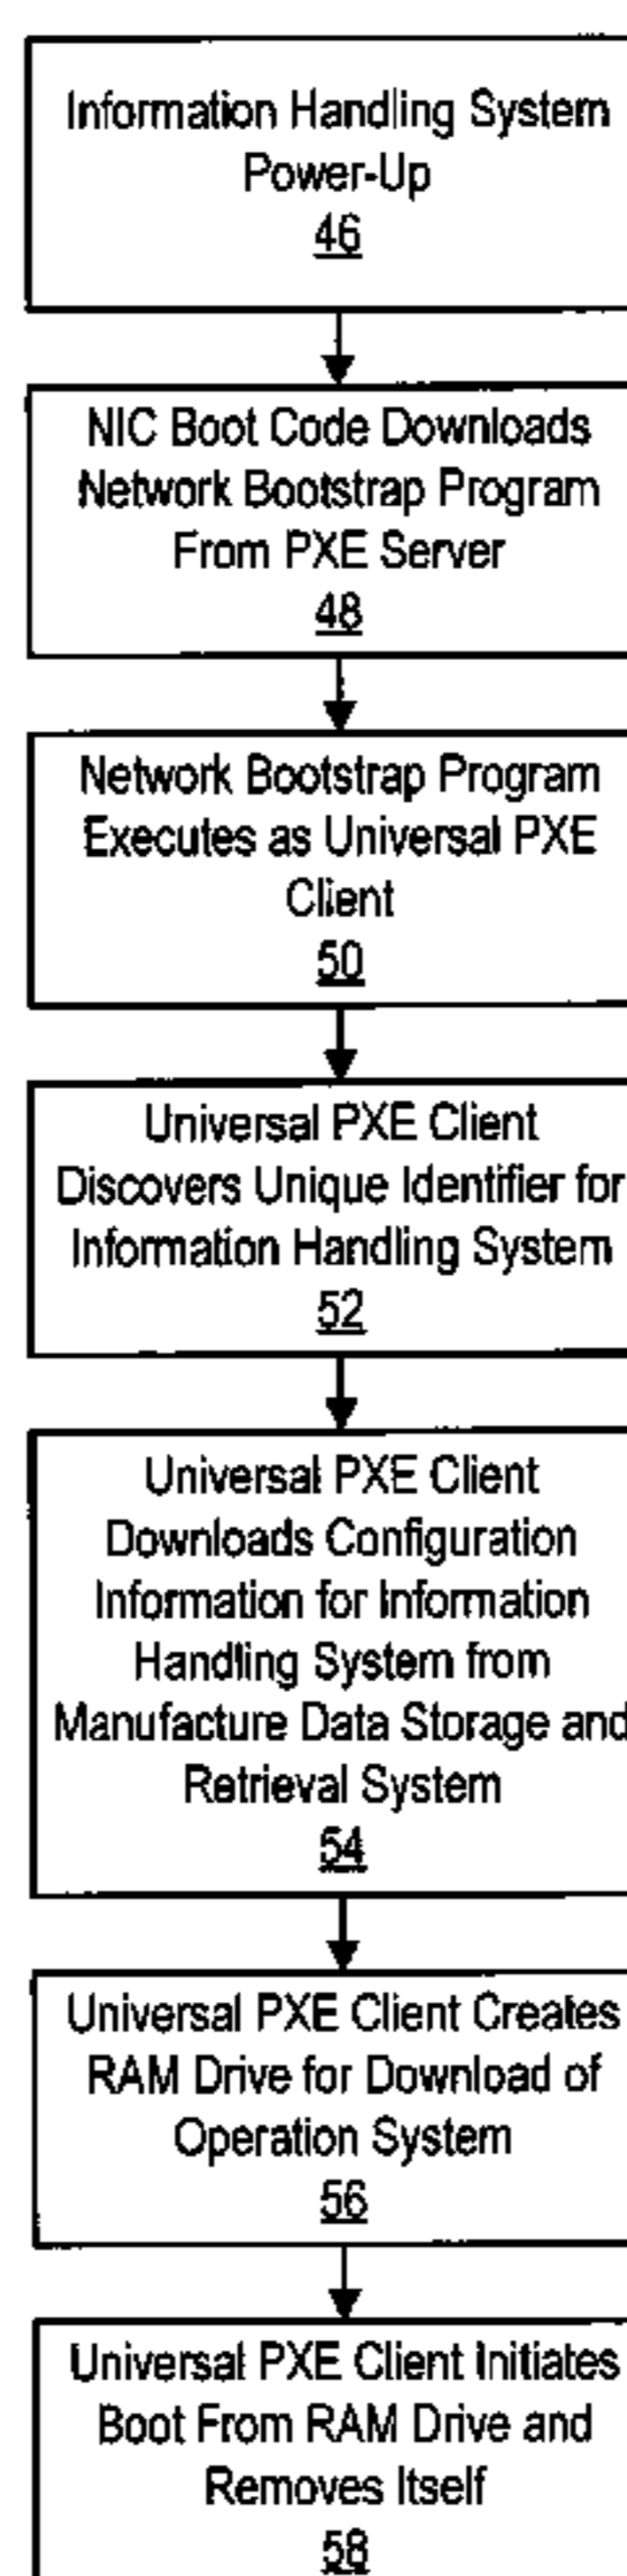 Information Handling System
Power-Up
46
NIC Boot Code Downloads
Network Bootstrap Program
From PXE Server
48
Network Bootstrap Program
Executes as Universal PXE
Client
50
Universal PXE Client
Discovers Unique Identifier for
Information Handling System
52
Universal PXE Client
Downloads Configuration
Information for Information
Handling System from
Manufacture Data Storage and
Retrieval System
54
Universal PXE Client Creates
RAM Drive for Download of
Operation System
56
Universal PXE Client Initiates
Boot From RAM Drive and
Removes Itself
58